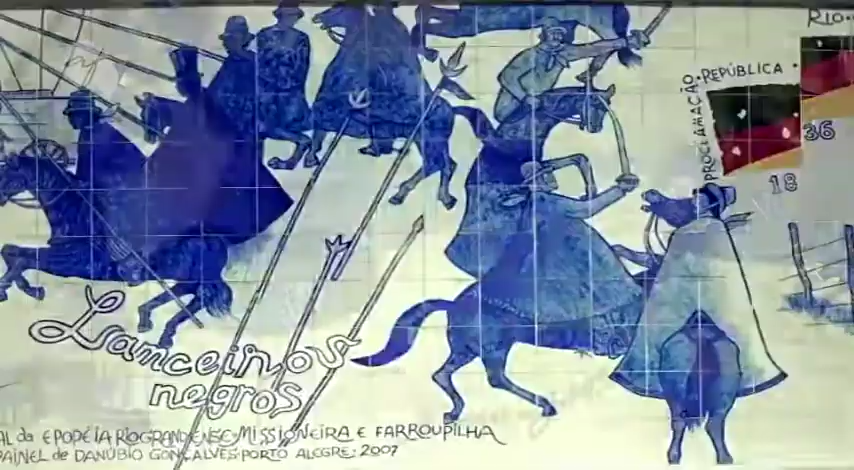 RIO
PROCLAMAÇÃO • REPÚBLICA •
36
18
Lanceiros
negros
AL da EPOPÉIA RIOGRANDENSE • MISSIONEIRA E FARROUPILHA
PAINEL de DANÚBIO GONÇALVES • PORTO ALEGRE: 2007